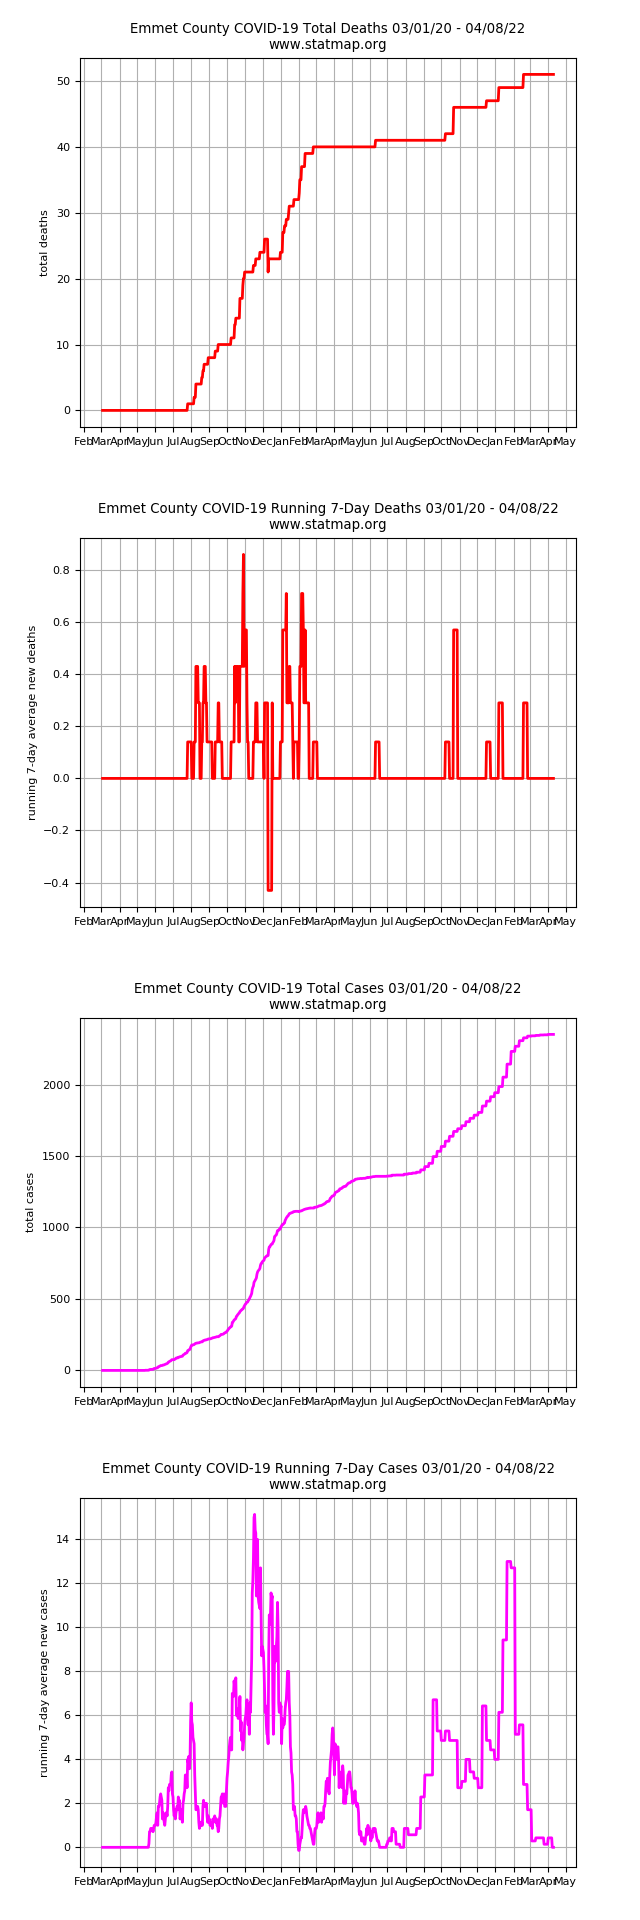 Emmet County COVID-19 Total Deaths 03/01/20 - 04/08/22
www.statmap.org
50
40
30
20
10
0
total deaths
Feb Mar Apr May Jun Jul Aug Sep Oct Nov Dec Jan Feb Mar Apr May Jun Jul Aug Sep Oct Nov Dec Jan Feb Mar Apr May
Emmet County COVID-19 Running 7-Day Deaths 03/01/20 - 04/08/22
www.statmap.org
0.8
0.6
0.4
0.2
0.0
−0.2
−0.4
running 7-day average new deaths
Feb Mar Apr May Jun Jul Aug Sep Oct Nov Dec Jan Feb Mar Apr May Jun Jul Aug Sep Oct Nov Dec Jan Feb Mar Apr May
Emmet County COVID-19 Total Cases 03/01/20 - 04/08/22
www.statmap.org
2000
1500
1000
500
0
total cases
Feb Mar Apr May Jun Jul Aug Sep Oct Nov Dec Jan Feb Mar Apr May Jun Jul Aug Sep Oct Nov Dec Jan Feb Mar Apr May
Emmet County COVID-19 Running 7-Day Cases 03/01/20 - 04/08/22
www.statmap.org
14
12
10
8
6
4
2
0
running 7-day average new cases
Feb Mar Apr May Jun Jul Aug Sep Oct Nov Dec Jan Feb Mar Apr May Jun Jul Aug Sep Oct Nov Dec Jan Feb Mar Apr May